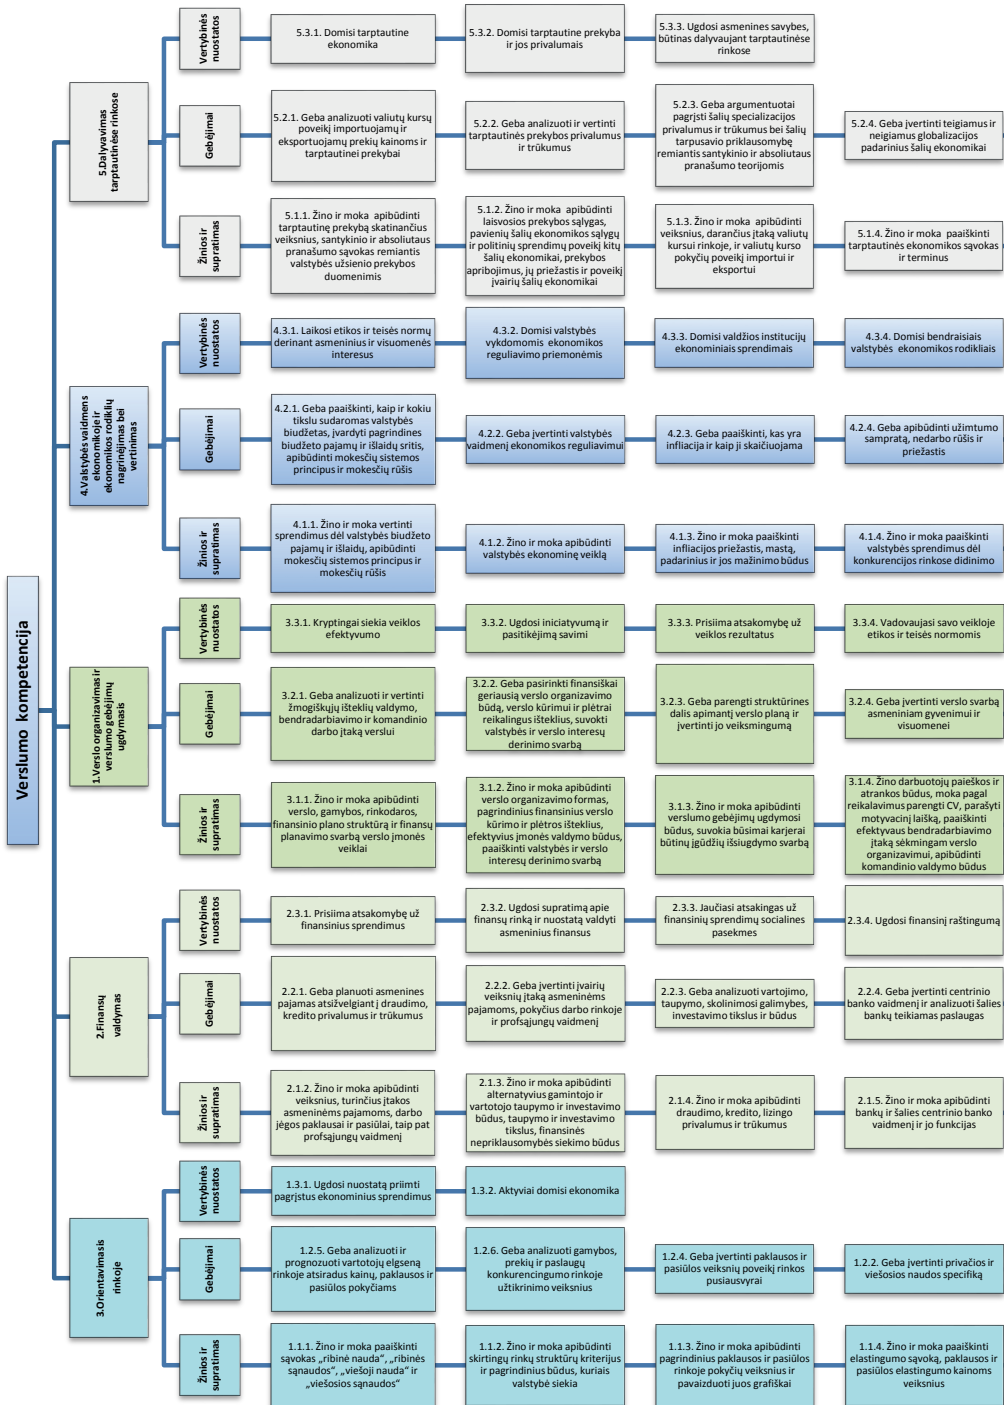 Verslumo kompetencija
5.Dalyvavimas
tarptautinėse rinkose
Vertybinės
nuostatos
5.3.1. Domisi tarptautine
ekonomika
5.3.2. Domisi tarptautine prekyba
ir jos privalumais
5.3.3. Ugdosi asmenines savybes,
būtinas dalyvaujant tarptautinėse
rinkose
Gebėjimai
5.2.1. Geba analizuoti valiutų kursų
poveikį importuojamų ir
eksportuojamų prekių kainoms ir
tarptautinei prekybai
5.2.2. Geba analizuoti ir vertinti
tarptautinės prekybos privalumus
ir trūkumus
5.2.3. Geba argumentuotai
pagrįsti šalių specializacijos
privalumus ir trūkumus bei šalių
tarpusavio priklausomybę
remiantis santykinio ir absoliutaus
pranašumo teorijomis
5.2.4. Geba įvertinti teigiamus ir
neigiamus globalizacijos
padarinius šalių ekonomikai
Žinios ir
supratimas
5.1.1. Žino ir moka apibūdinti
tarptautinę prekybą skatinančius
veiksnius, santykinio ir absoliutaus
pranašumo sąvokas remiantis
valstybės užsienio prekybos
duomenimis
5.1.2. Žino ir moka apibūdinti
laisvosios prekybos sąlygas,
pavienių šalių ekonomikos sąlygų
ir politinių sprendimų poveikį kitų
šalių ekonomikai, prekybos
apribojimus, jų priežastis ir poveikį
įvairių šalių ekonomikai
5.1.3. Žino ir moka apibūdinti
veiksnius, darančius įtaką valiutų
kursui rinkoje, ir valiutų kurso
pokyčių poveikį importui ir
eksportui
5.1.4. Žino ir moka paaiškinti
tarptautinės ekonomikos sąvokas
ir terminus
4.Valstybės vaidmens
ekonomikoje ir
ekonomikos rodiklių
nagrinėjimas bei
vertinimas
Vertybinės
nuostatos
4.3.1. Laikosi etikos ir teisės normų
derinant asmeninius ir visuomenės
interesus
4.3.2. Domisi valstybės
vykdomomis ekonomikos
reguliavimo priemonėmis
4.3.3. Domisi valdžios institucijų
ekonominiais sprendimais
4.3.4. Domisi bendraisiais
valstybės ekonomikos rodikliais
Gebėjimai
4.2.1. Geba paaiškinti, kaip ir kokiu
tikslu sudaromas valstybės
biudžetas, įvardyti pagrindines
biudžeto pajamų ir išlaidų sritis,
apibūdinti mokesčių sistemos
principus ir mokesčių rūšis
4.2.2. Geba įvertinti valstybės
vaidmenį ekonomikos reguliavimui
4.2.3. Geba paaiškinti, kas yra
infliacija ir kaip ji skaičiuojama
4.2.4. Geba apibūdinti užimtumo
sampratą, nedarbo rūšis ir
priežastis
Žinios ir
supratimas
4.1.1. Žino ir moka vertinti
sprendimus dėl valstybės biudžeto
pajamų ir išlaidų, apibūdinti
mokesčių sistemos principus ir
mokesčių rūšis
4.1.2. Žino ir moka apibūdinti
valstybės ekonominę veiklą
4.1.3. Žino ir moka paaiškinti
infliacijos priežastis, mastą,
padarinius ir jos mažinimo būdus
4.1.4. Žino ir moka paaiškinti
valstybės sprendimus dėl
konkurencijos rinkose didinimo
1.Verslo organizavimas ir
verslumo gebėjimų
ugdymasis
Vertybinės
nuostatos
3.3.1. Kryptingai siekia veiklos
efektyvumo
3.3.2. Ugdosi iniciatyvumą ir
pasitikėjimą savimi
3.3.3. Prisiima atsakomybę už
veiklos rezultatus
3.3.4. Vadovaujasi savo veikloje
etikos ir teisės normomis
Gebėjimai
3.2.1. Geba analizuoti ir vertinti
žmogiškųjų išteklių valdymo,
bendradarbiavimo ir komandinio
darbo įtaką verslui
3.2.2. Geba pasirinkti finansiškai
geriausią verslo organizavimo
būdą, verslo kūrimui ir plėtrai
reikalingus išteklius, suvokti
valstybės ir verslo interesų
derinimo svarbą
3.2.3. Geba parengti struktūrines
dalis apimantį verslo planą ir
įvertinti jo veiksmingumą
3.2.4. Geba įvertinti verslo svarbą
asmeniniam gyvenimui ir
visuomenei
Žinios ir
supratimas
3.1.1. Žino ir moka apibūdinti
verslo, gamybos, rinkodaros,
finansinio plano struktūrą ir finansų
planavimo svarbą verslo įmonės
veiklai
3.1.2. Žino ir moka apibūdinti
verslo organizavimo formas,
pagrindinius finansinius verslo
kūrimo ir plėtros išteklius,
efektyvius įmonės valdymo būdus,
paaiškinti valstybės ir verslo
interesų derinimo svarbą
3.1.3. Žino ir moka apibūdinti
verslumo gebėjimų ugdymosi
būdus, suvokia būsimai karjerai
būtinų įgūdžių išsiugdymo svarbą
3.1.4. Žino darbuotojų paieškos ir
atrankos būdus, moka pagal
reikalavimus parengti CV, parašyti
motyvacinį laišką, paaiškinti
efektyvaus bendradarbiavimo
įtaką sėkmingam verslo
organizavimui, apibūdinti
komandinio valdymo būdus
2.Finansų
valdymas
Vertybinės
nuostatos
2.3.1. Prisiima atsakomybę už
finansinius sprendimus
2.3.2. Ugdosi supratimą apie
finansų rinką ir nuostatą valdyti
asmeninius finansus
2.3.3. Jaučiasi atsakingas už
finansinių sprendimų socialines
pasekmes
2.3.4. Ugdosi finansinį raštingumą
Gebėjimai
2.2.1. Geba planuoti asmenines
pajamas atsižvelgiant į draudimo,
kredito privalumus ir trūkumus
2.2.2. Geba įvertinti įvairių
veiksnių įtaką asmeninėms
pajamoms, pokyčius darbo rinkoje
ir profsąjungų vaidmenį
2.2.3. Geba analizuoti vartojimo,
taupymo, skolinimosi galimybes,
investavimo tikslus ir būdus
2.2.4. Geba įvertinti centrinio
banko vaidmenį ir analizuoti šalies
bankų teikiamas paslaugas
Žinios ir
supratimas
2.1.2. Žino ir moka apibūdinti
veiksnius, turinčius įtakos
asmeninėms pajamoms, darbo
jėgos paklausai ir pasiūlai, taip pat
profsąjungų vaidmenį
2.1.3. Žino ir moka apibūdinti
alternatyvius gamintojo ir
vartotojo taupymo ir investavimo
būdus, taupymo ir investavimo
tikslus, finansinės
nepriklausomybės siekimo būdus
2.1.4. Žino ir moka apibūdinti
draudimo, kredito, lizingo
privalumus ir trūkumus
2.1.5. Žino ir moka apibūdinti
bankų ir šalies centrinio banko
vaidmenį ir jo funkcijas
3.Orientavimasis
rinkoje
Vertybinės
nuostatos
1.3.1. Ugdosi nuostatą priimti
pagrįstus ekonominius sprendimus
1.3.2. Aktyviai domisi ekonomika
Gebėjimai
1.2.5. Geba analizuoti ir
prognozuoti vartotojų elgseną
rinkoje atsiradus kainų, paklausos ir
pasiūlos pokyčiams
1.2.6. Geba analizuoti gamybos,
prekių ir paslaugų
konkurencingumo rinkoje
užtikrinimo veiksnius
1.2.4. Geba įvertinti paklausos ir
pasiūlos veiksnių poveikį rinkos
pusiausvyrai
1.2.2. Geba įvertinti privačios ir
viešosios naudos specifiką
Žinios ir
supratimas
1.1.1. Žino ir moka paaiškinti
sąvokas „ribinė nauda“, „ribinės
sąnaudos“, „viešoji nauda“ ir
„viešosios sąnaudos“
1.1.2. Žino ir moka apibūdinti
skirtingų rinkų struktūrų kriterijus
ir pagrindinius būdus, kuriais
valstybė siekia
1.1.3. Žino ir moka apibūdinti
pagrindinius paklausos ir pasiūlos
rinkoje pokyčių veiksnius ir
pavaizduoti juos grafiškai
1.1.4. Žino ir moka paaiškinti
elastingumo sąvoką, paklausos ir
pasiūlos elastingumo kainoms
veiksnius